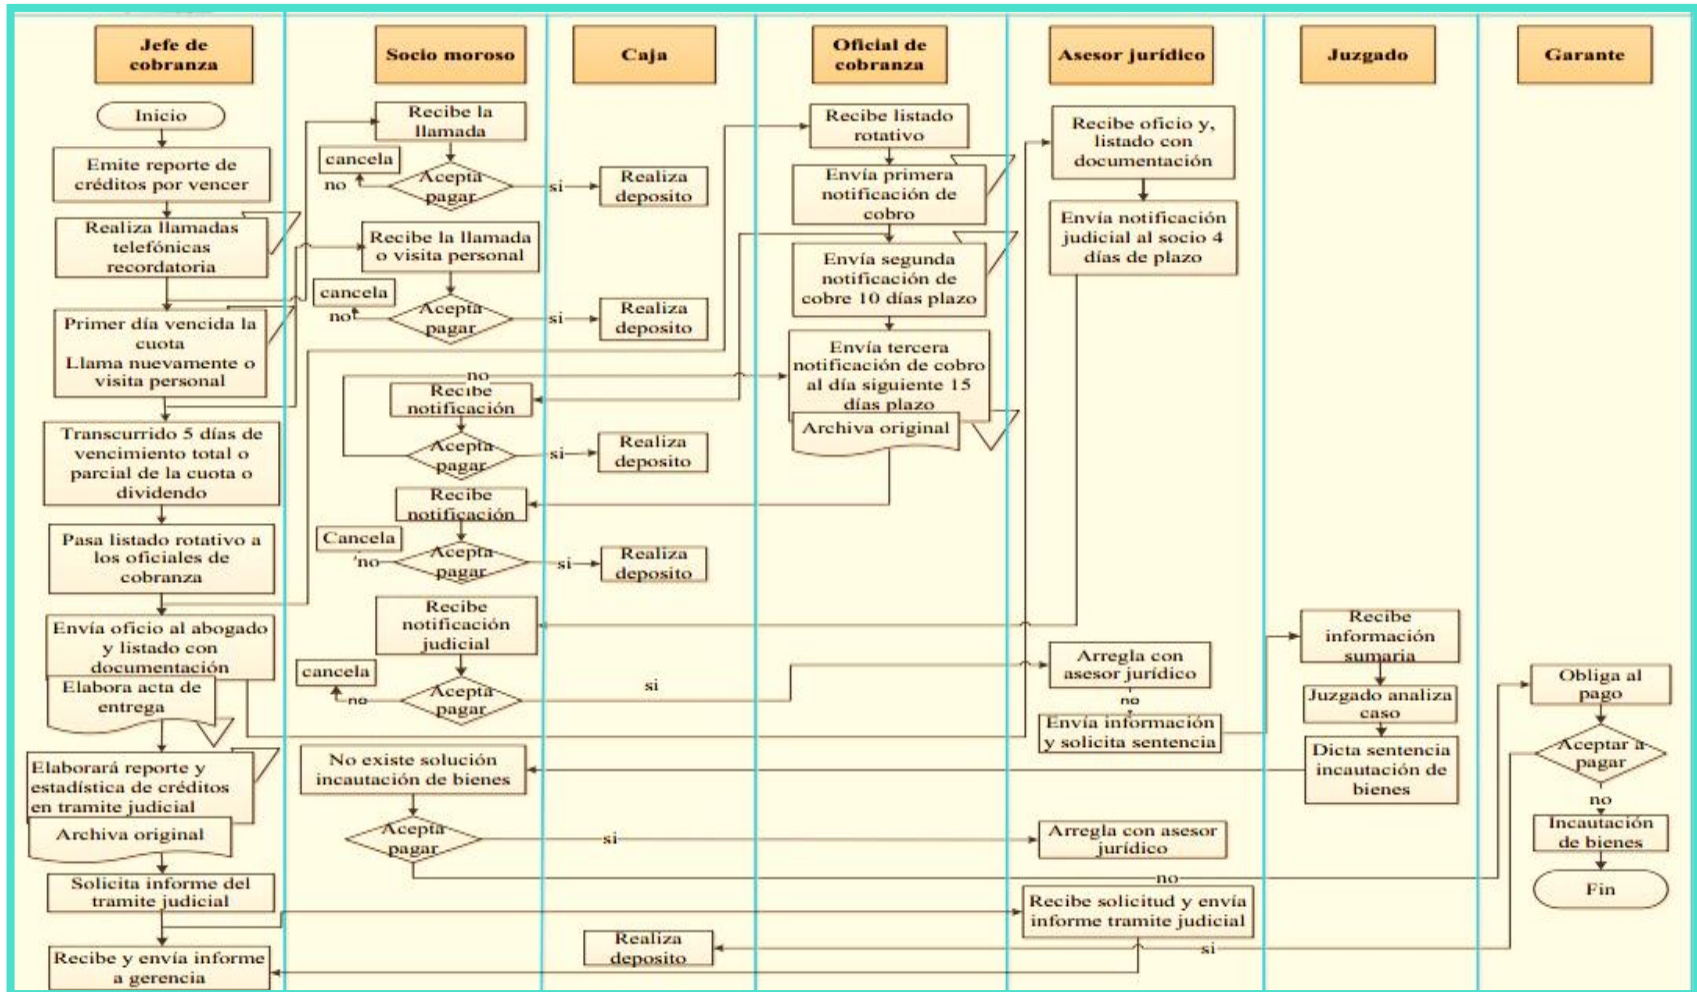 Jefe de
cobranza
Socio moroso
Caja
Oficial de
cobranza
Asesor jurídico
Juzgado
Garante
Inicio
Emite reporte de
créditos por vencer
Realiza llamadas
telefónicas
recordatoria
Primer día vencida la
cuota
Llama nuevamente o
visita personal
Transcurrido 5 días de
vencimiento total o
parcial de la cuota o
dividendo
Pasa listado rotativo a
los oficiales de
cobranza
Envía oficio al abogado
y listado con
documentación
Elabora acta de
entrega
Elaborará reporte y
estadística de créditos
en tramite judicial
Archiva original
Solicita informe del
tramite judicial
Recibe y envía informe
a gerencia
Recibe la
llamada
cancela
no
Acepta
pagar
si
Recibe la llamada
o visita personal
cancela
no
Acepta
pagar
si
no
Recibe
notificación
Acepta
pagar
si
Recibe
notificación
Cancela
no
Acepta
pagar
si
Recibe
notificación
judicial
cancela
no
Acepta
pagar
si
No existe solución
incautación de bienes
Acepta
pagar
si
no
Realiza
deposito
Realiza
deposito
Realiza
deposito
Realiza
deposito
Realiza
deposito
Recibe listado
rotativo
Envía primera
notificación de
cobro
Envía segunda
notificación de
cobre 10 días plazo
Envía tercera
notificación de cobro
al día siguiente 15
días plazo
Archiva original
Recibe oficio y,
listado con
documentación
Envía notificación
judicial al socio 4
días de plazo
Arregla con
asesor jurídico
no
Envía información
y solicita sentencia
Arregla con asesor
jurídico
Recibe solicitud y envía
informe tramite judicial
Recibe
información
sumaria
Juzgado analiza
caso
Dicta sentencia
incautación de
bienes
Obliga al
pago
Aceptar a
pagar
no
si
Incautación
de bienes
Fin